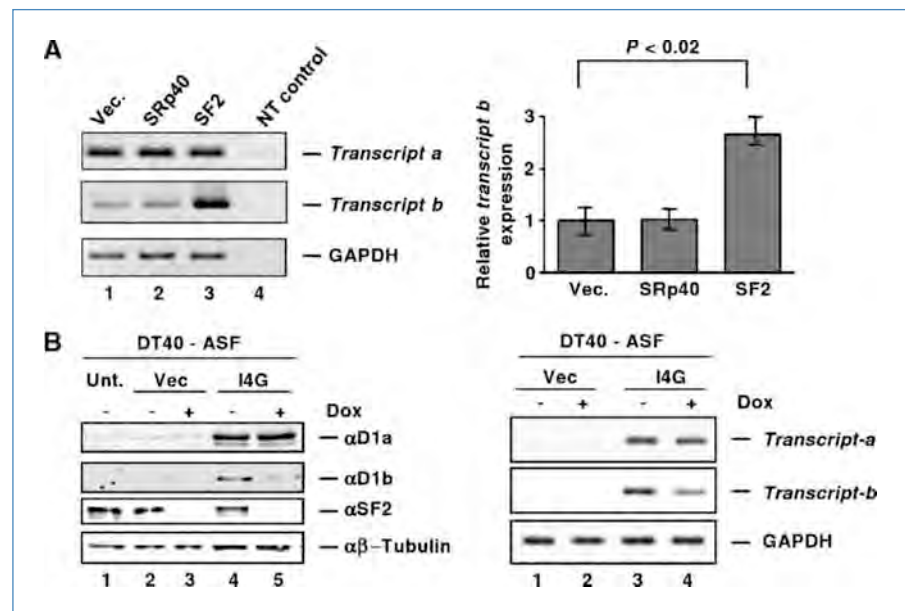 A
Vec.
SRp40
SF2
NT control
Transcript a
Transcript b
GAPDH
1 2 3 4
P < 0.02
Relative transcript b
expression
3
2
1
0
Vec. SRp40 SF2
B
DT40 - ASF
Unt. Vec I4G
- - + - + Dox
αD1a
αD1b
αSF2
αβ–Tubulin
1 2 3 4 5
DT40 - ASF
Vec I4G
- + - + Dox
Transcript-a
Transcript-b
GAPDH
1 2 3 4